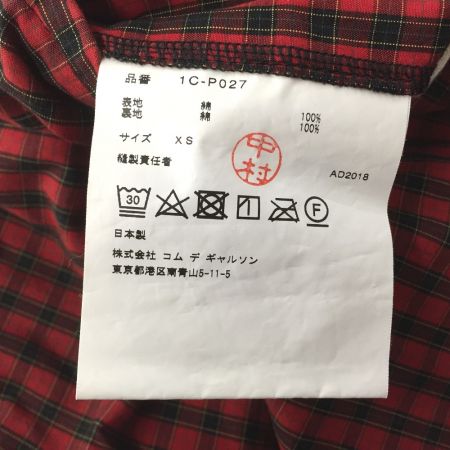 品番 1C-P027
表地 綿 100%
裏地 綿 100%
サイズ XS
縫製責任者
中村
AD2018
30 F
日本製
株式会社 コム デ ギャルソン
東京都港区南青山5-11-5